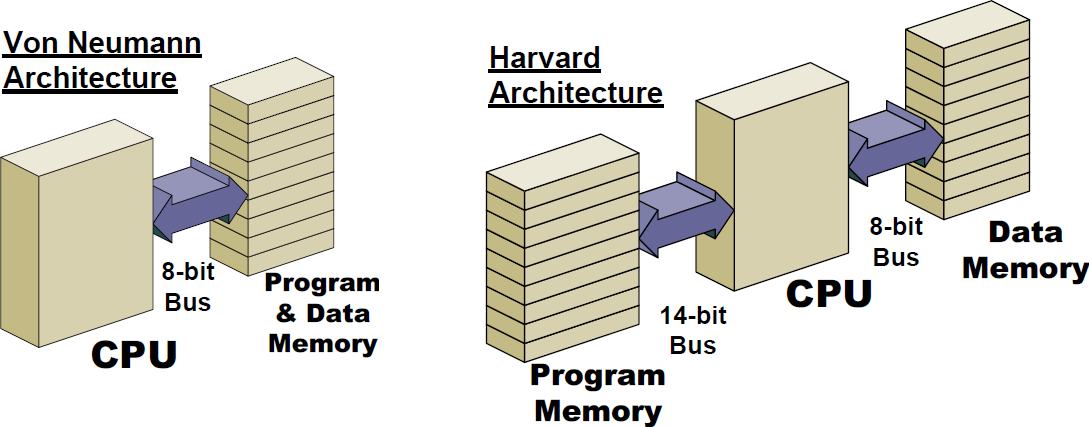 Von Neumann
Architecture
8-bit
Bus
CPU
Program
& Data
Memory
Harvard
Architecture
Program
Memory
14-bit
Bus
CPU
8-bit
Bus
Data
Memory